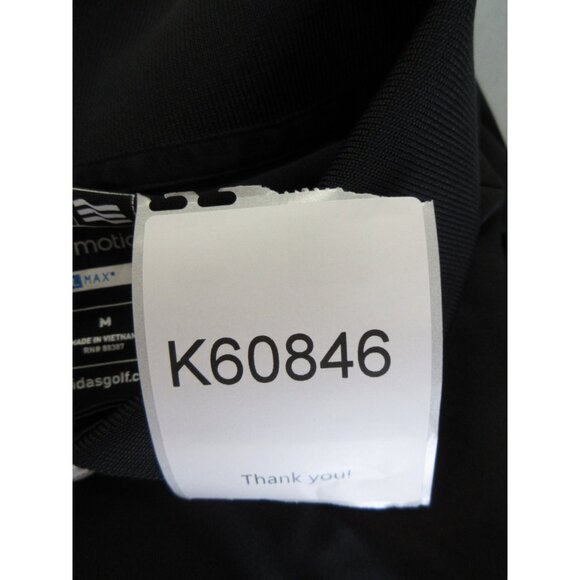 motio
MAX®
M
MADE IN VIETNAM
RN# 88387
idasgolf.c
K60846
Thank you!